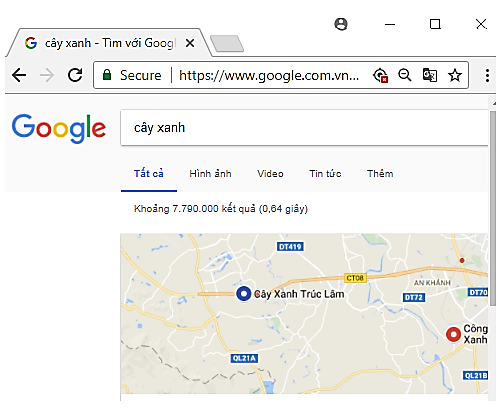 cây xanh - Tìm với Googl
Secure https://www.google.com.vn...
Google
cây xanh
Tất cả Hình ảnh Video Tin tức Thêm
Khoảng 7.790.000 kết quả (0,64 giây)
DT419
CT08
AN KHÁNH
Cây Xanh Trúc Lâm
DT72
DT70
Công
Xanh
QL21A
QL21B